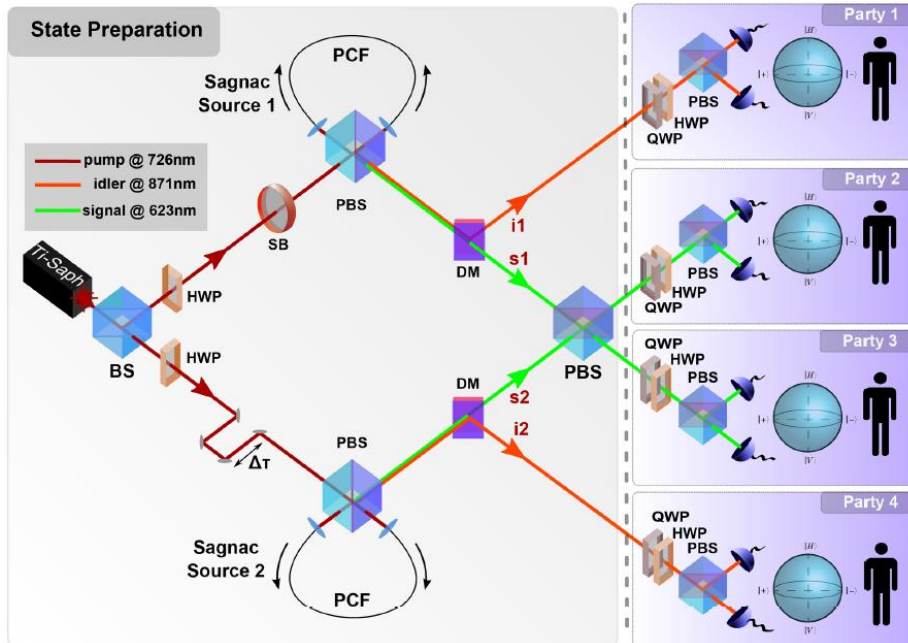 State Preparation
PCF
Sagnac
Source 1
pump @ 726nm
idler @ 871nm
signal @ 623nm
PBS
SB
Ti-Saph
HWP
BS
HWP
ΔT
DM
i1
s1
PBS
DM
s2
i2
PBS
Sagnac
Source 2
PCF
Party 1
PBS
HWP
QWP
|H⟩
|+⟩
|−⟩
|V⟩
Party 2
PBS
HWP
QWP
|H⟩
|+⟩
|−⟩
|V⟩
Party 3
QWP
HWP
PBS
|H⟩
|+⟩
|−⟩
|V⟩
Party 4
QWP
HWP
PBS
|H⟩
|+⟩
|−⟩
|V⟩